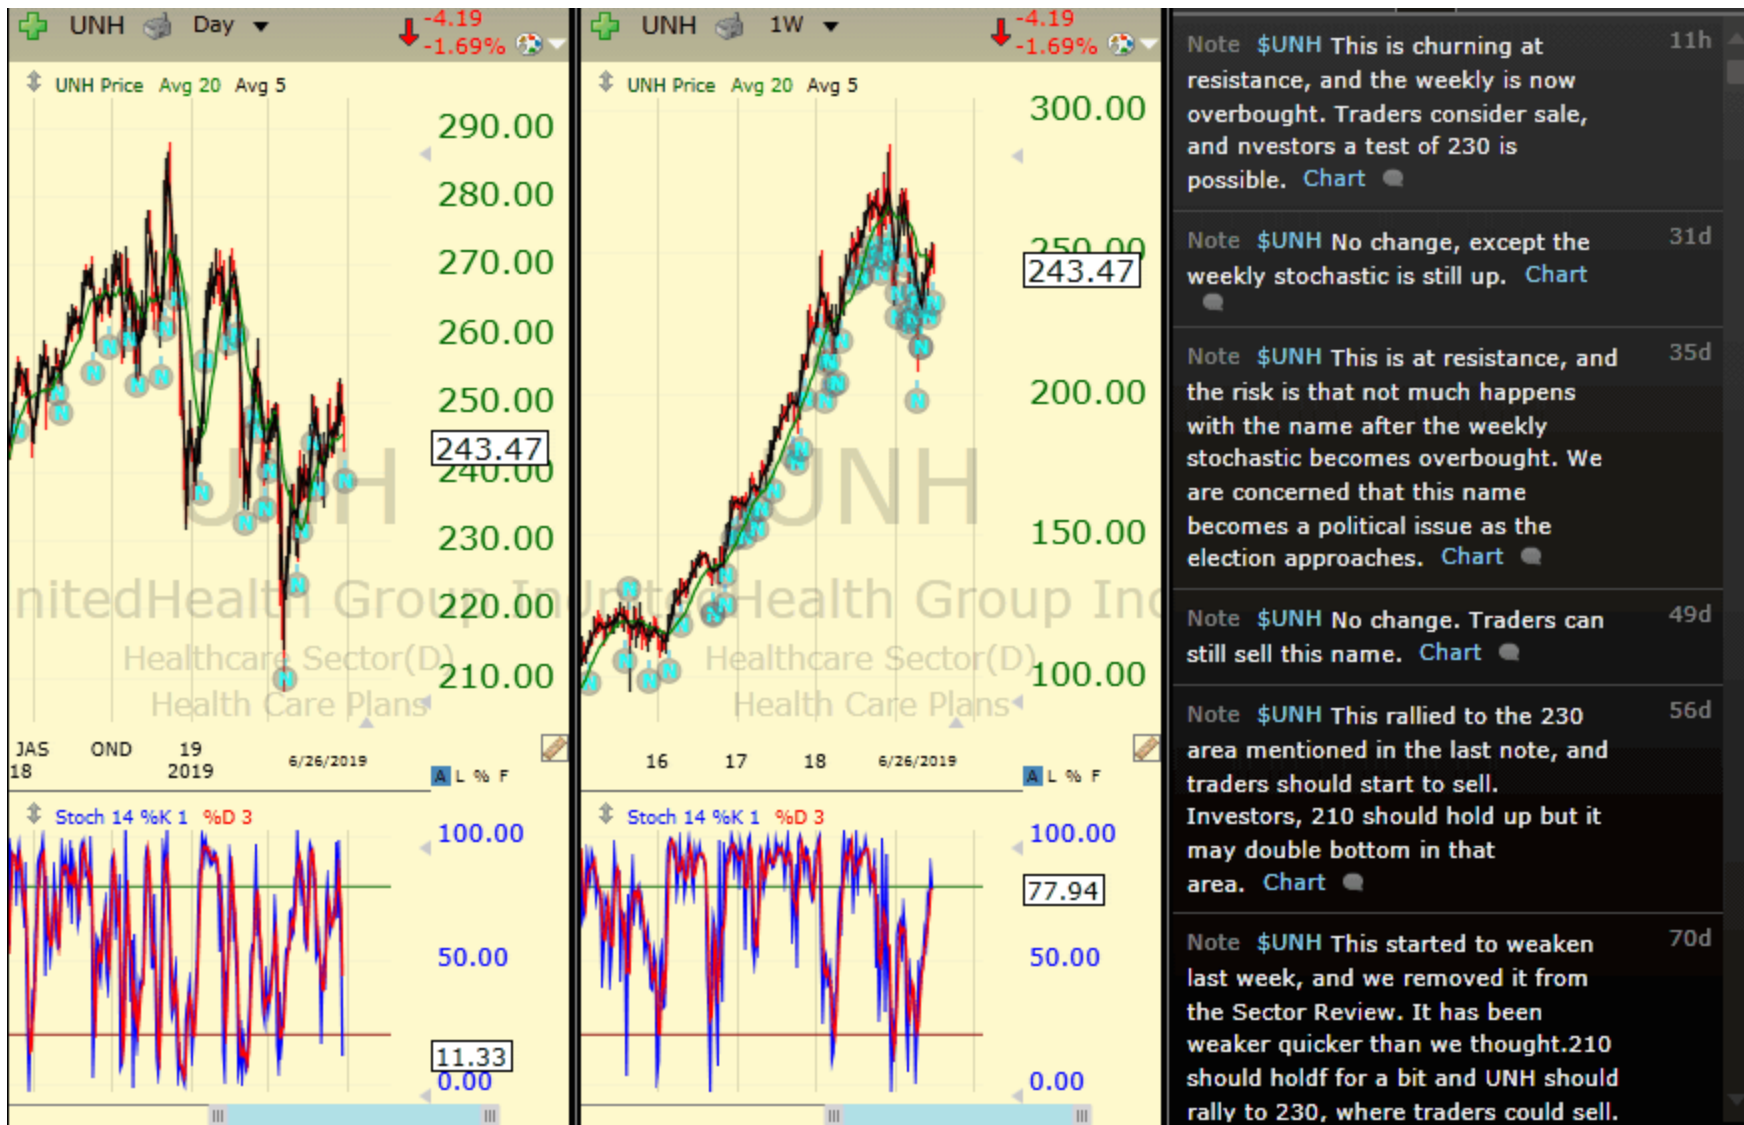 UNH Day
-4.19
-1.69%
UNH Price Avg 20 Avg 5
290.00
280.00
270.00
260.00
250.00
243.47
240.00
230.00
220.00
210.00
UNH
UnitedHealth Group Inc
Healthcare Sector(D)
Health Care Plans
JAS OND 19
18 2019 6/26/2019
A L % F
Stoch 14 %K 1 %D 3
100.00
50.00
11.33
0.00
UNH 1W
-4.19
-1.69%
UNH Price Avg 20 Avg 5
300.00
250.00
243.47
200.00
150.00
100.00
UNH
UnitedHealth Group Inc
Healthcare Sector(D)
Health Care Plans
16 17 18 6/26/2019
A L % F
Stoch 14 %K 1 %D 3
100.00
77.94
50.00
0.00
Note $UNH This is churning at 11h
resistance, and the weekly is now
overbought. Traders consider sale,
and nvestors a test of 230 is
possible. Chart
Note $UNH No change, except the 31d
weekly stochastic is still up. Chart
Note $UNH This is at resistance, and 35d
the risk is that not much happens
with the name after the weekly
stochastic becomes overbought. We
are concerned that this name
becomes a political issue as the
election approaches. Chart
Note $UNH No change. Traders can 49d
still sell this name. Chart
Note $UNH This rallied to the 230 56d
area mentioned in the last note, and
traders should start to sell.
Investors, 210 should hold up but it
may double bottom in that
area. Chart
Note $UNH This started to weaken 70d
last week, and we removed it from
the Sector Review. It has been
weaker quicker than we thought.210
should holdf for a bit and UNH should
rally to 230, where traders could sell.